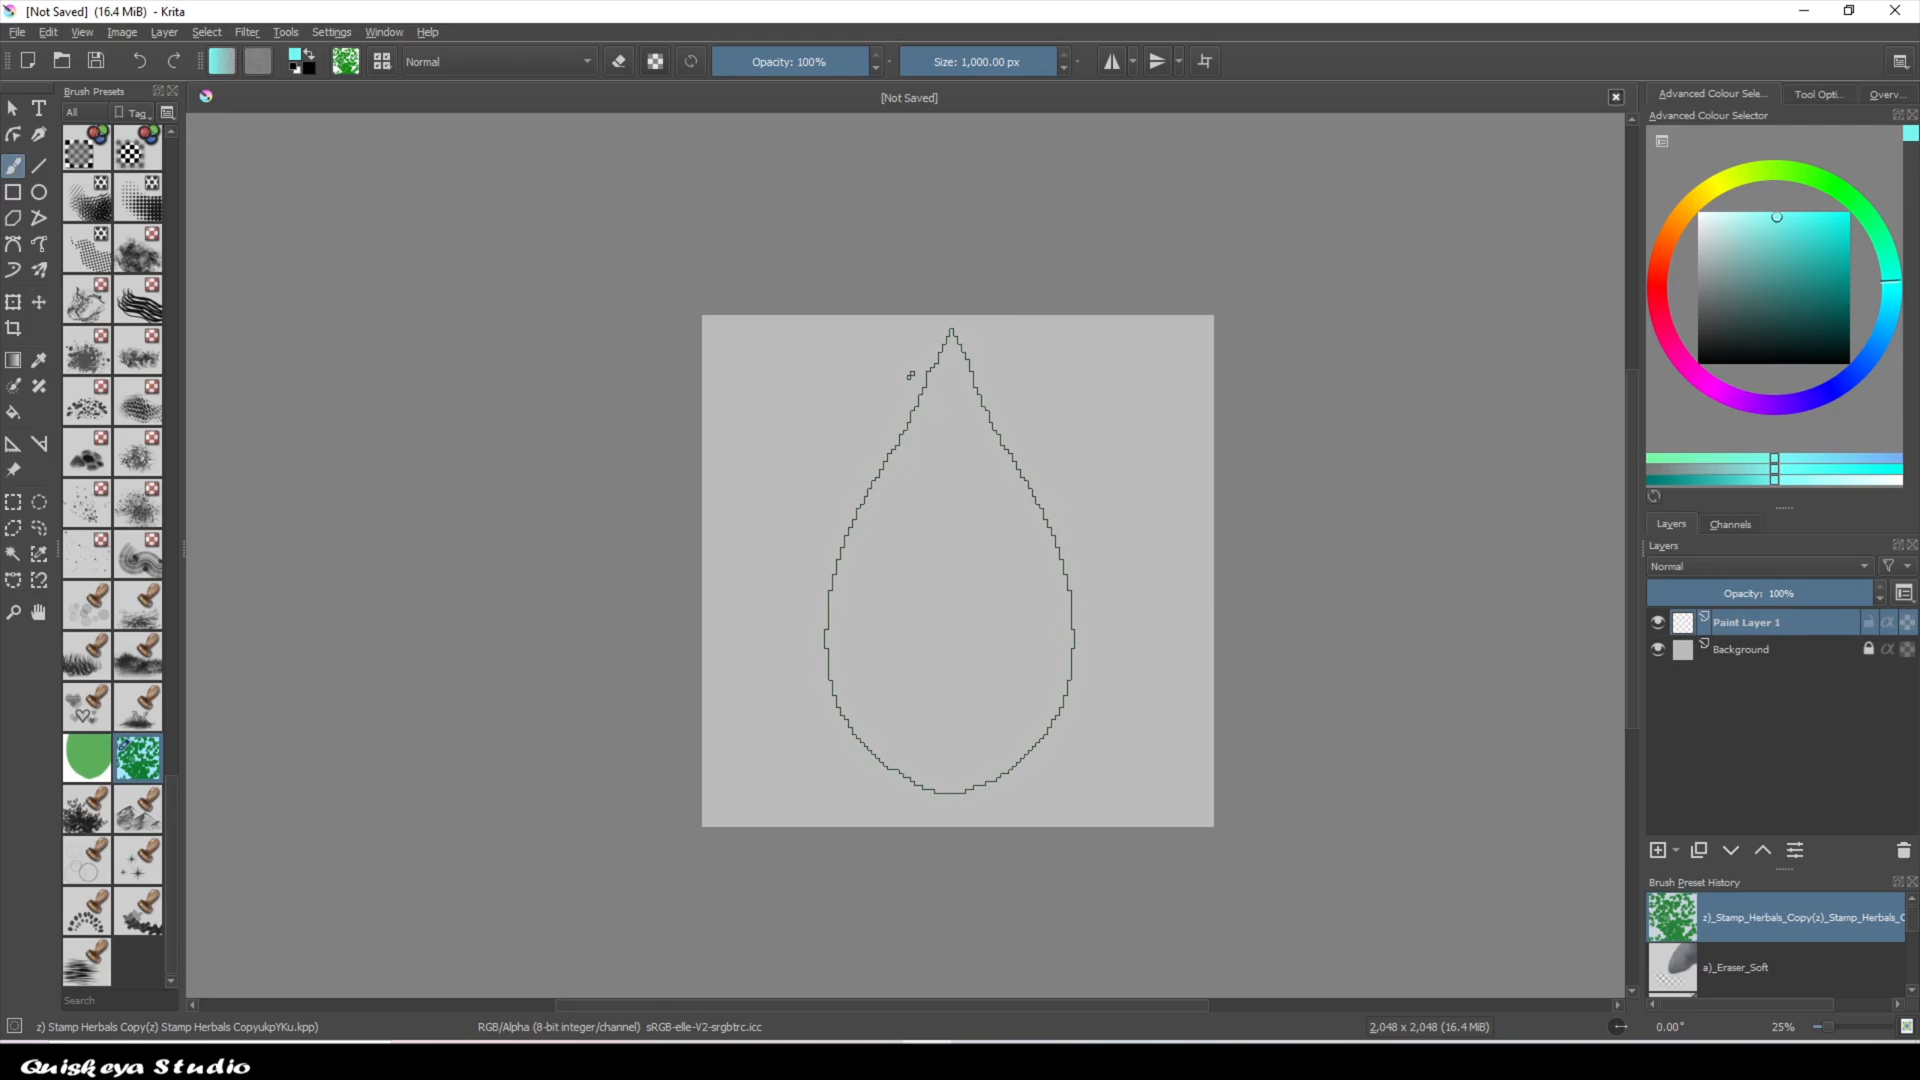 [Not Saved]  (16.4 MiB)  - Krita
File Edit View Image Layer Select Filter Tools Settings Window Help
Normal
Opacity: 100%
Size: 1,000.00 px
Brush Presets
All
Tag
[Not Saved]
Advanced Colour Sele... Tool Opti... Overv...
Advanced Colour Selector
Layers Channels
Layers
Normal
Opacity: 100%
Paint Layer 1
Background
Brush Preset History
z)_Stamp_Herbals_Copy(z)_Stamp_Herbals_C
a)_Eraser_Soft
Search
z) Stamp Herbals Copy(z) Stamp Herbals CopyukpYKu.kpp)
RGB/Alpha (8-bit integer/channel)  sRGB-elle-V2-srgbtrc.icc
2,048 x 2,048 (16.4 MiB)
0.00°
25%
Quiskeya Studio